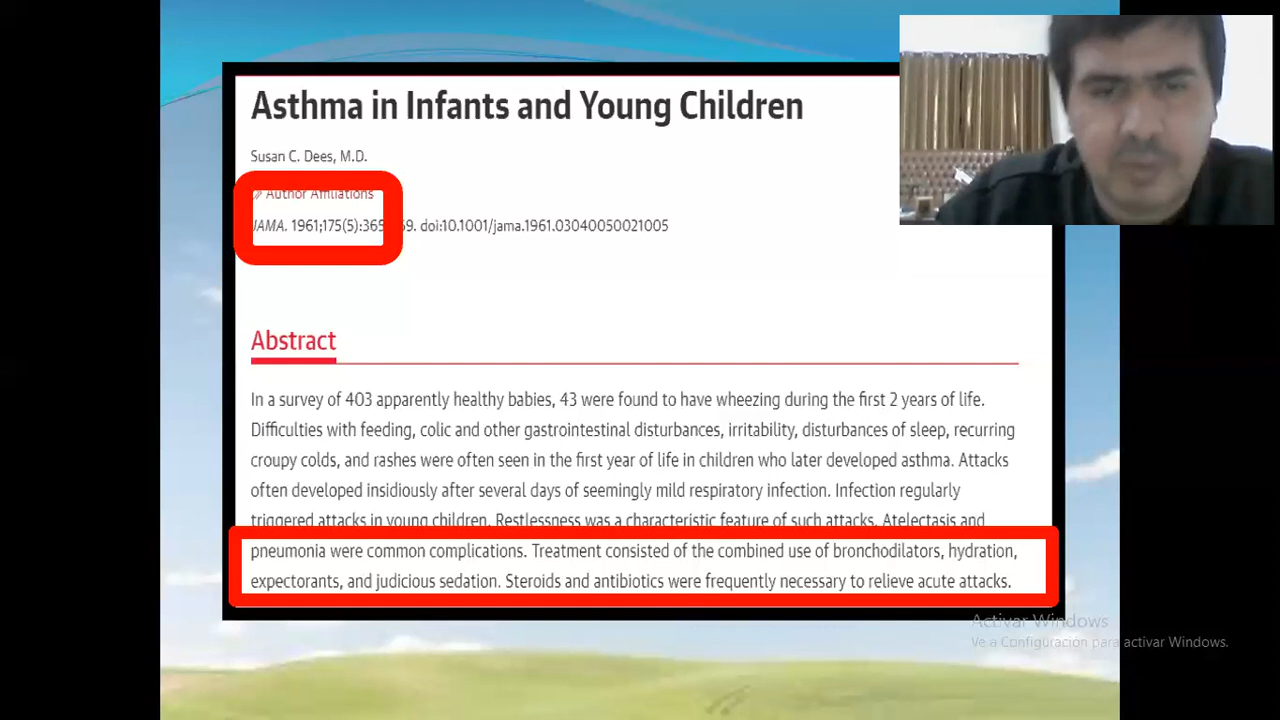 Asthma in Infants and Young Children
Susan C. Dees, M.D.
Author Affiliations
JAMA. 1961;175(5):365 69. doi:10.1001/jama.1961.03040050021005
Abstract
In a survey of 403 apparently healthy babies, 43 were found to have wheezing during the first 2 years of life.
Difficulties with feeding, colic and other gastrointestinal disturbances, irritability, disturbances of sleep, recurring
croupy colds, and rashes were often seen in the first year of life in children who later developed asthma. Attacks
often developed insidiously after several days of seemingly mild respiratory infection. Infection regularly
triggered attacks in young children. Restlessness was a characteristic feature of such attacks. Atelectasis and
pneumonia were common complications. Treatment consisted of the combined use of bronchodilators, hydration,
expectorants, and judicious sedation. Steroids and antibiotics were frequently necessary to relieve acute attacks.
Activar Windows
Ve a Configuración para activar Windows.